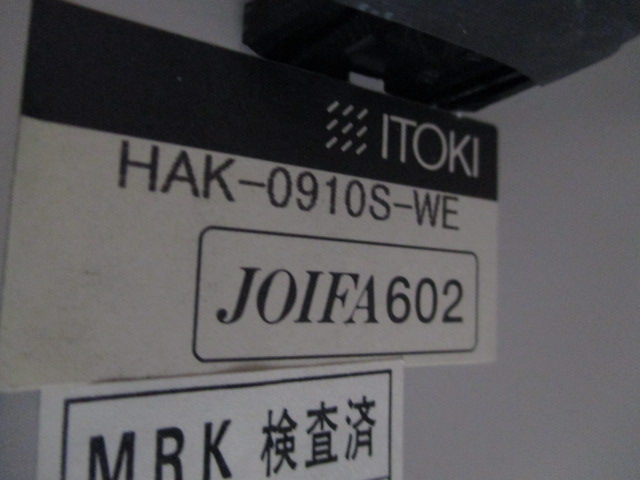 ITOKI
HAK-0910S-WE
JOIFA602
MRK 検査済